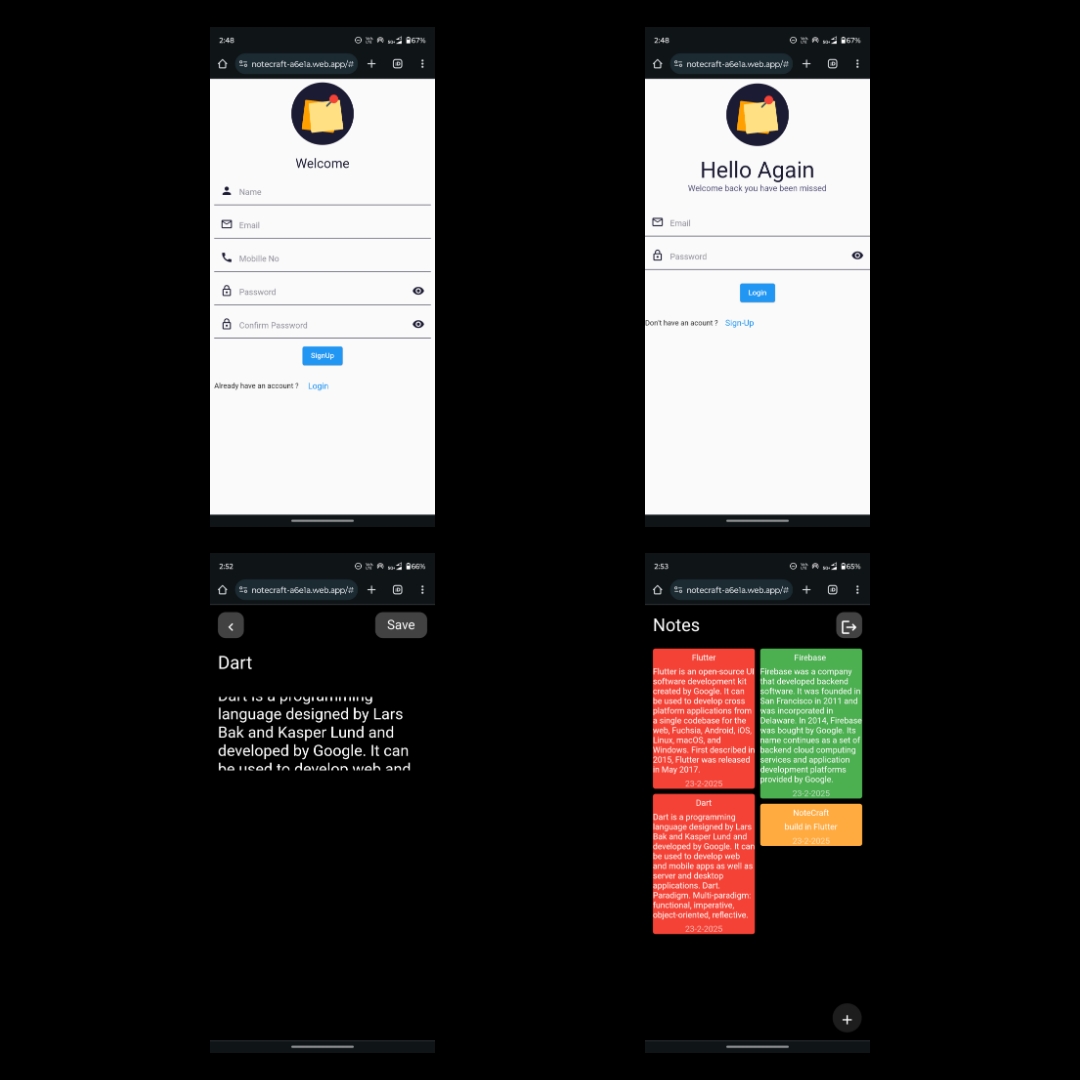 2:48
67%
notecraft-a6e1a.web.app/#
Welcome
Name
Email
Mobilie No
Password
Confirm Password
SignUp
Already have an account ?
Login
2:48
67%
notecraft-a6e1a.web.app/#
Hello Again
Welcome back you have been missed
Email
Password
Login
Don't have an acount ?
Sign-Up
2:52
66%
notecraft-a6e1a.web.app/#
Save
Dart
Dart is a programming
language designed by Lars
Bak and Kasper Lund and
developed by Google. It can
be used to develop web and
2:53
65%
notecraft-a6e1a.web.app/#
Notes
Flutter
Flutter is an open-source UI
software development kit
created by Google. It can
be used to develop cross
platform applications from
a single codebase for the
web, Fuchsia, Android, iOS,
Linux, macOS, and
Windows. First described in
2015, Flutter was released
in May 2017.
23-2-2025
Dart
Dart is a programming
language designed by Lars
Bak and Kasper Lund and
developed by Google. It can
be used to develop web
and mobile apps as well as
server and desktop
applications. Dart.
Paradigm. Multi-paradigm:
functional, imperative,
object-oriented, reflective.
23-2-2025
Firebase
Firebase was a company
that developed backend
software. It was founded in
San Francisco in 2011 and
was incorporated in
Delaware. In 2014, Firebase
was bought by Google. Its
name continues as a set of
backend cloud computing
services and application
development platforms
provided by Google.
23-2-2025
NoteCraft
build in Flutter
23-2-2025